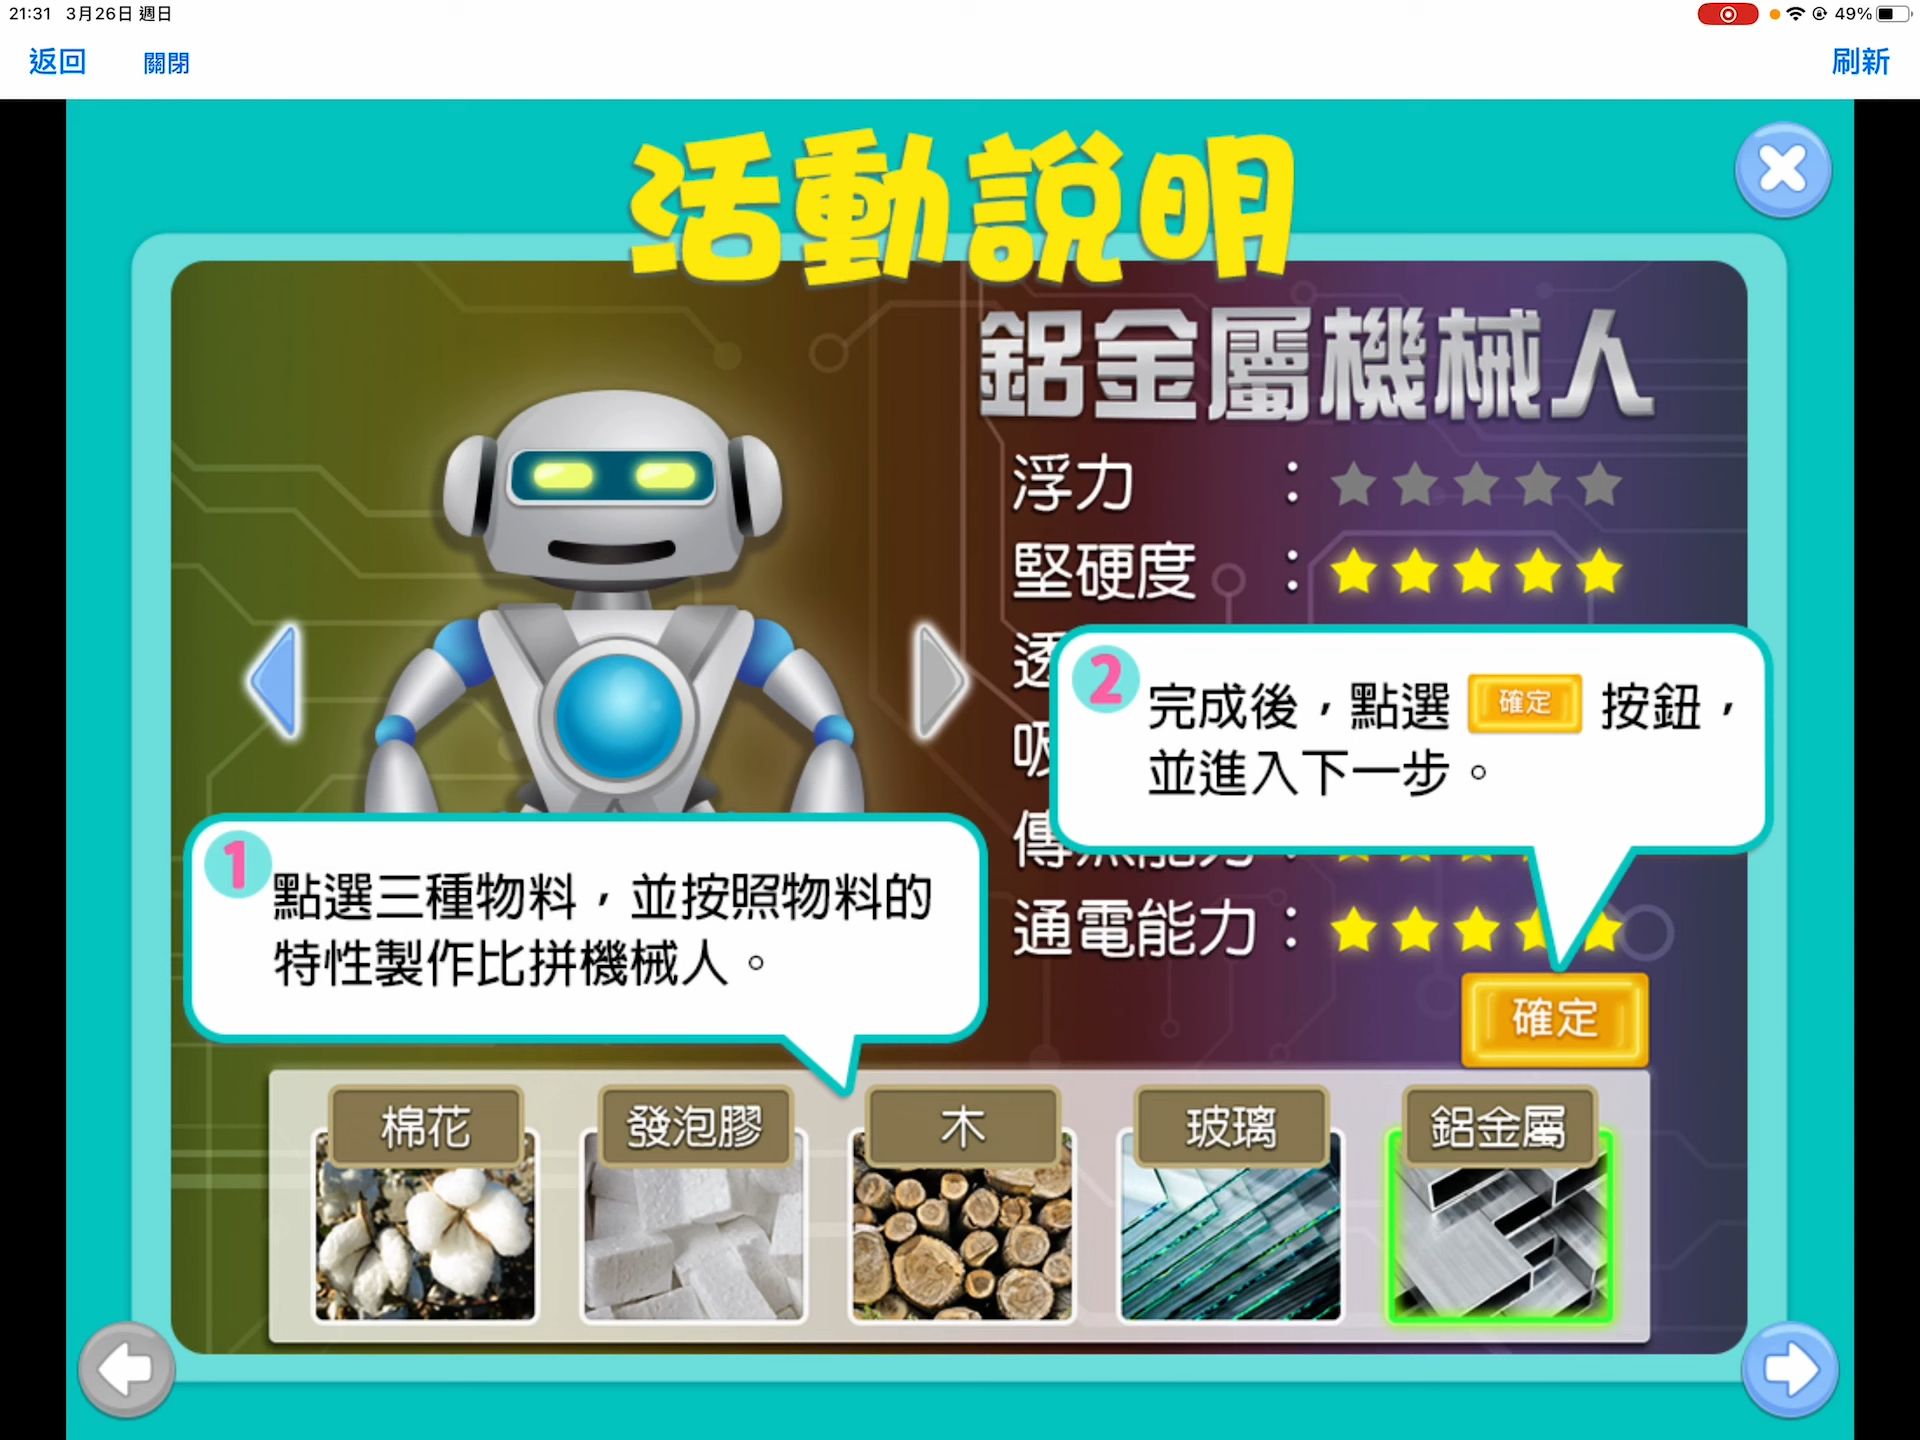 21:31 3月26日 週日
49%
返回 關閉 刷新
活動說明
鋁金屬機械人
浮力 :
堅硬度 :
2 完成後，點選 確定 按鈕，
並進入下一步。
1 點選三種物料，並按照物料的
特性製作比拼機械人。
通電能力 :
確定
棉花 發泡膠 木 玻璃 鋁金屬